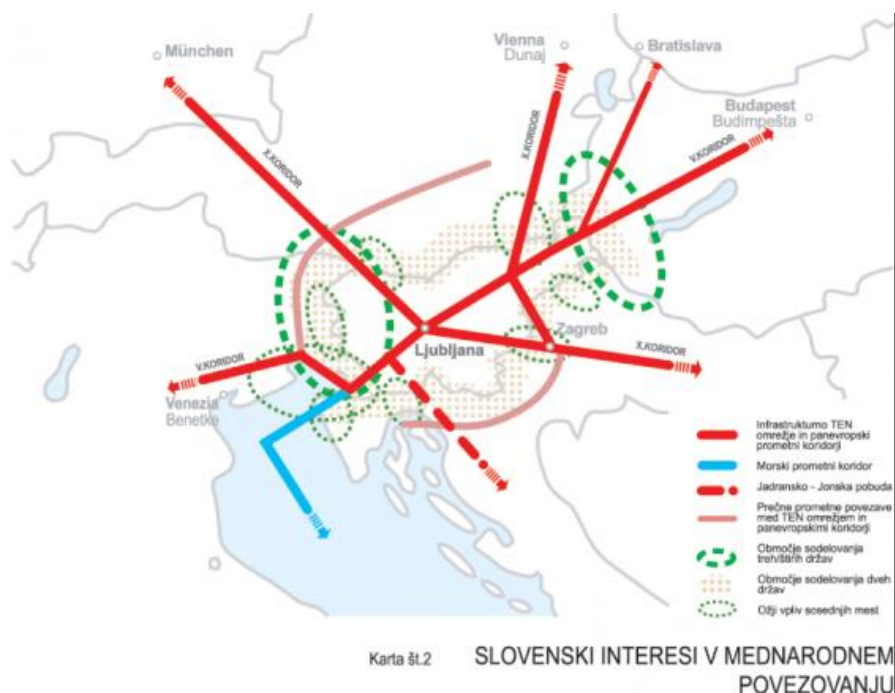 München
Vienna
Dunaj
Bratislava
Budapest
Budimpešta
X.KORIDOR
X.KORIDOR
V.KORIDOR
Ljubljana
Zagreb
V.KORIDOR
X.KORIDOR
Venezia
Benetke
Infrastrukturno TEN
omrežje in panevropski
prometni koridorji
Morski prometni koridor
Jadransko - Jonska pobuda
Prečne prometne povezave
med TEN omrežjem in
panevropskimi koridorji
Območje sodelovanja
treh/štirih držav
Območje sodelovanja dveh
držav
Ožji vpliv sosednjih mest
Karta št.2
SLOVENSKI INTERESI V MEDNARODNEM
POVEZOVANJU